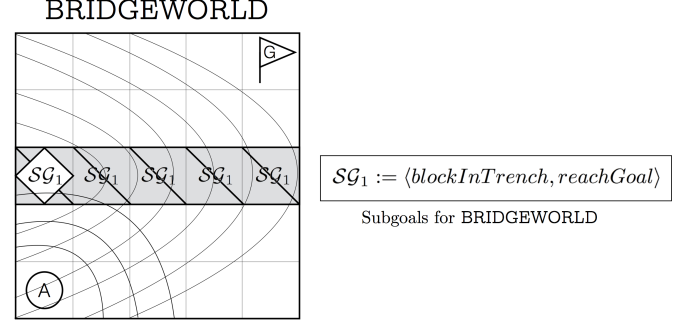 BRIDGEWORLD
G
𝒮𝒢₁ 𝒮𝒢₁ 𝒮𝒢₁ 𝒮𝒢₁ 𝒮𝒢₁
A
𝒮𝒢₁ := ⟨blockInTrench, reachGoal⟩
Subgoals for BRIDGEWORLD